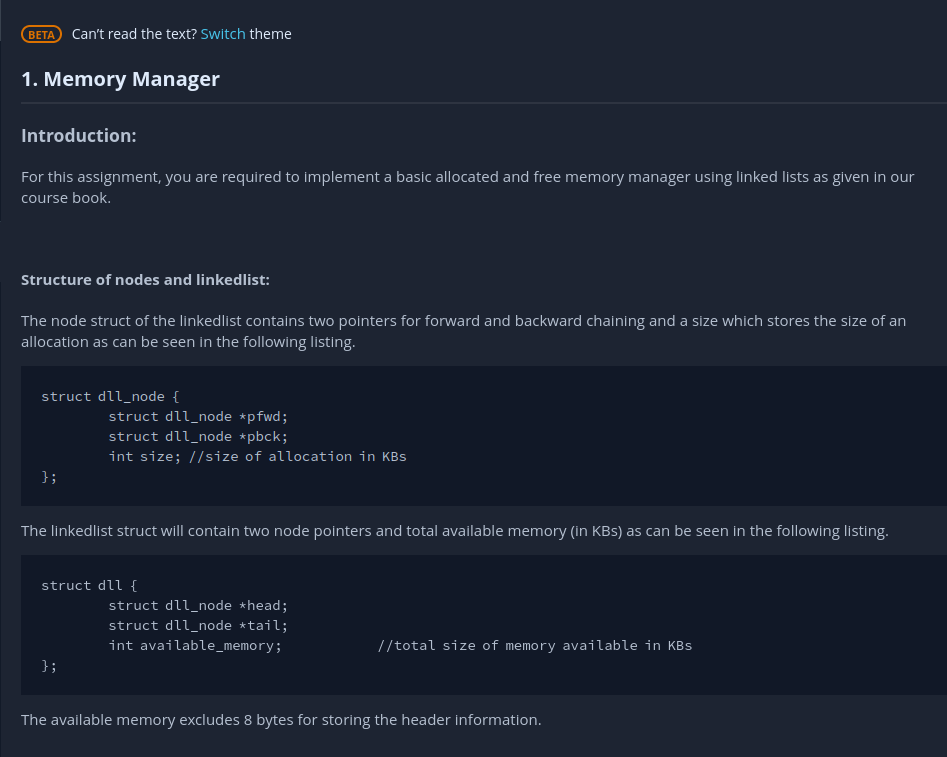 BETA Can’t read the text? Switch theme
1. Memory Manager
Introduction:
For this assignment, you are required to implement a basic allocated and free memory manager using linked lists as given in our
course book.
Structure of nodes and linkedlist:
The node struct of the linkedlist contains two pointers for forward and backward chaining and a size which stores the size of an
allocation as can be seen in the following listing.
struct dll_node {
struct dll_node *pfwd;
struct dll_node *pbck;
int size; //size of allocation in KBs
};
The linkedlist struct will contain two node pointers and total available memory (in KBs) as can be seen in the following listing.
struct dll {
struct dll_node *head;
struct dll_node *tail;
int available_memory; //total size of memory available in KBs
};
The available memory excludes 8 bytes for storing the header information.